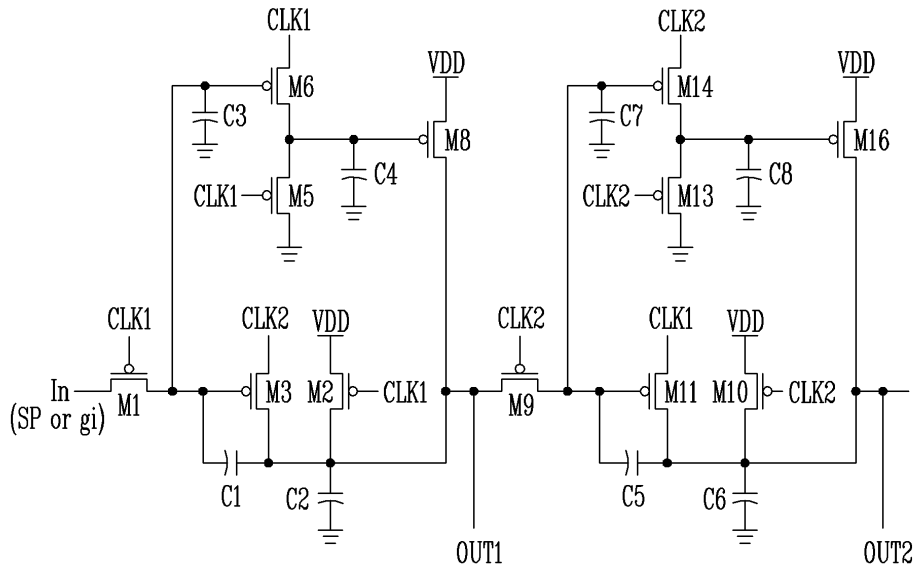 CLK1
CLK2
VDD
VDD
M6
M14
C3
C7
M8
M16
C4
C8
CLK1
M5
CLK2
M13
CLK1
CLK2
VDD
CLK2
CLK1
VDD
In
(SP or gi)
M1
M3
M2
CLK1
M9
M11
M10
CLK2
C1
C2
C5
C6
OUT1
OUT2